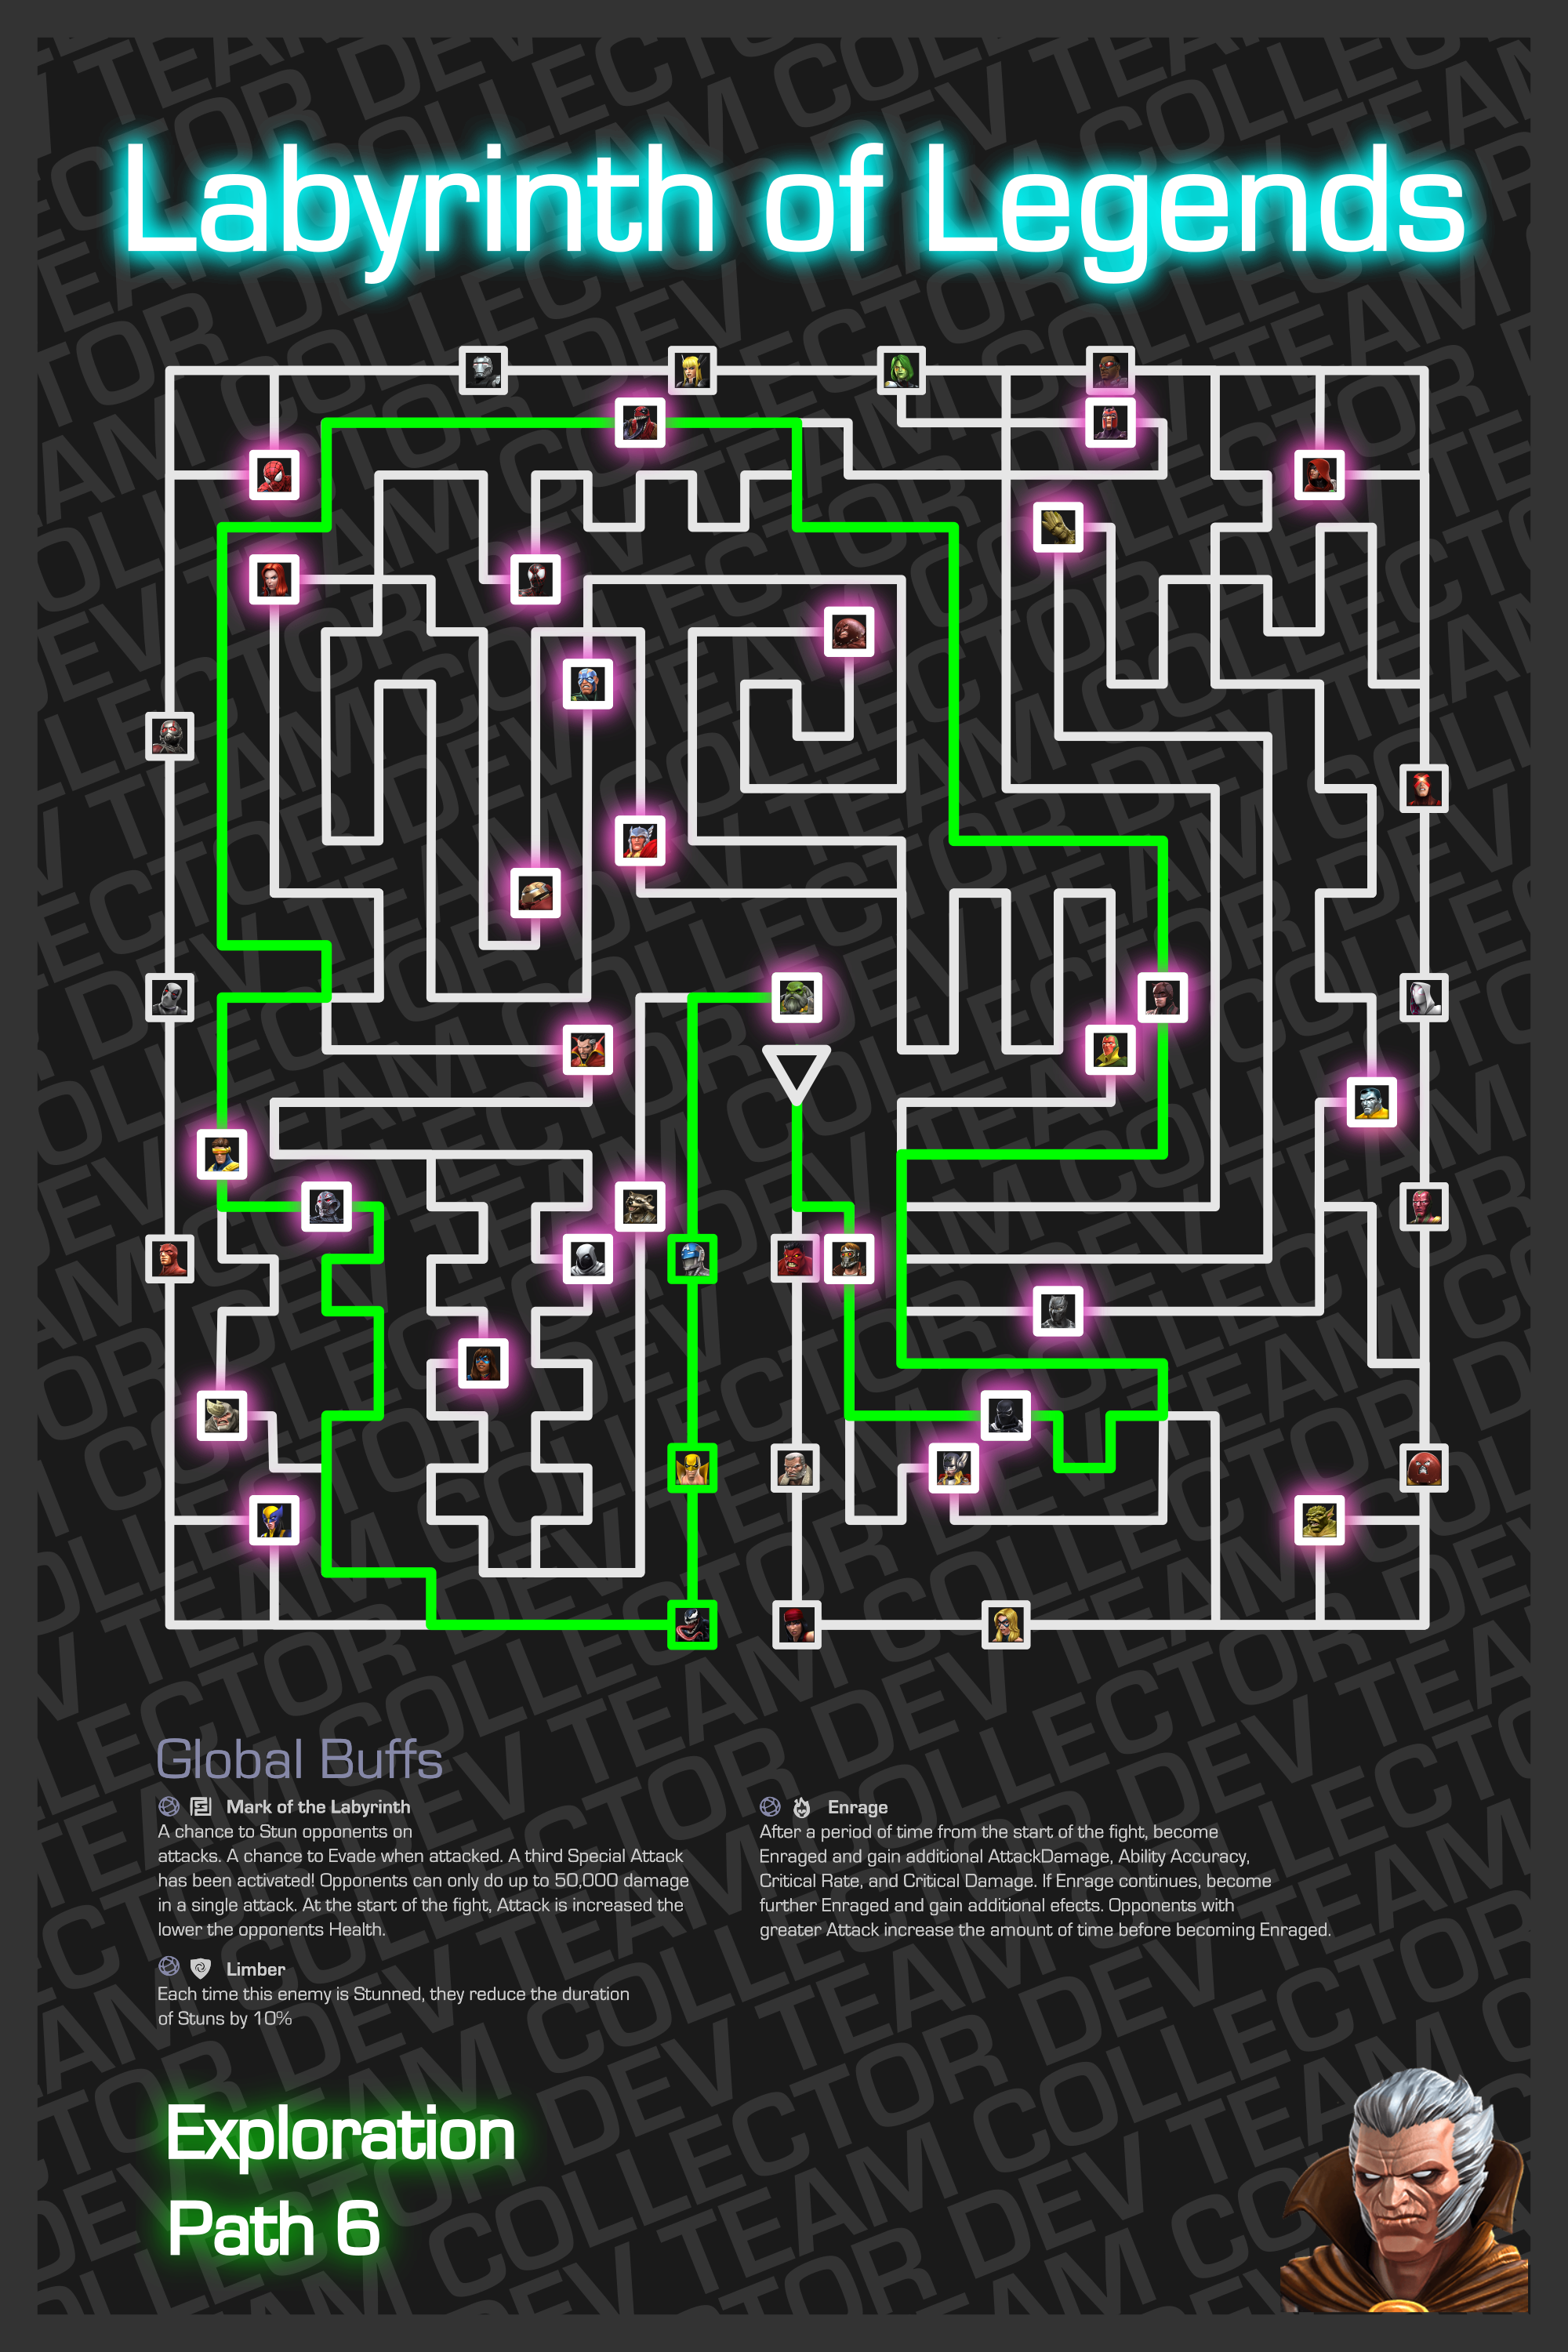 Labyrinth of Legends
Global Buffs
Mark of the Labyrinth
A chance to Stun opponents on
attacks. A chance to Evade when attacked. A third Special Attack
has been activated! Opponents can only do up to 50,000 damage
in a single attack. At the start of the fight, Attack is increased the
lower the opponents Health.
Limber
Each time this enemy is Stunned, they reduce the duration
of Stuns by 10%
Enrage
After a period of time from the start of the fight, become
Enraged and gain additional AttackDamage, Ability Accuracy,
Critical Rate, and Critical Damage. If Enrage continues, become
further Enraged and gain additional efects. Opponents with
greater Attack increase the amount of time before becoming Enraged.
Exploration
Path 6
COLLECTOR DEV TEAM